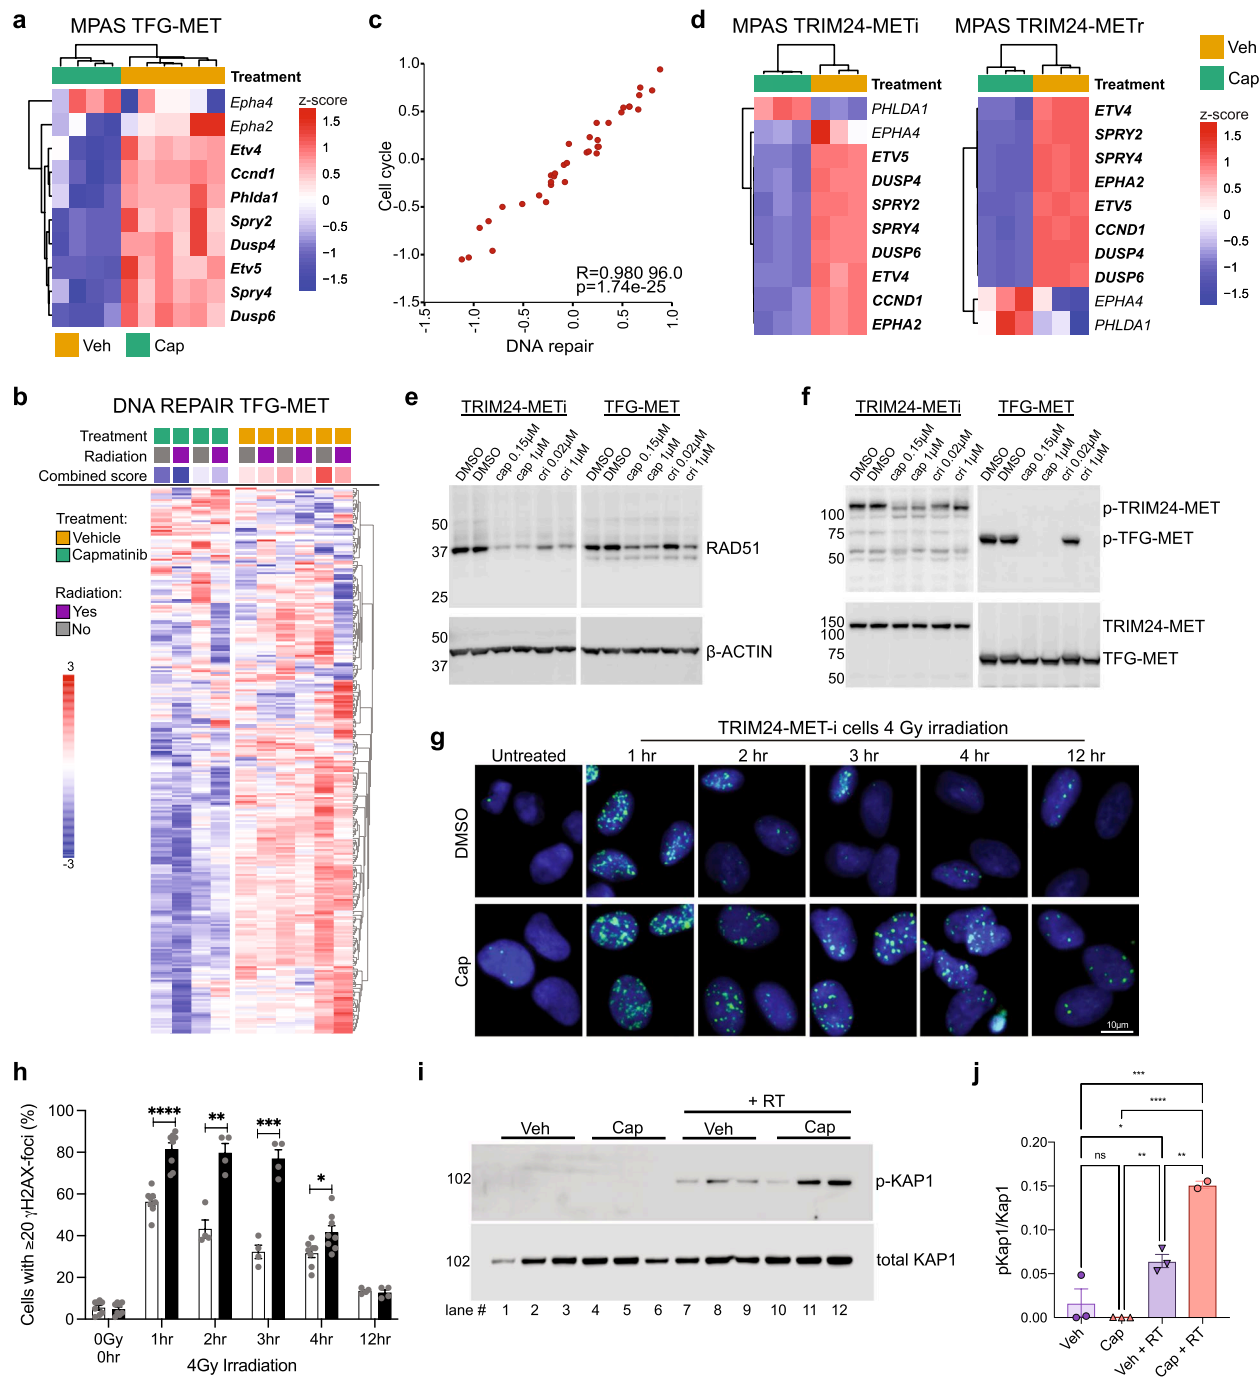 a
MPAS TFG-MET
Treatment
Epha4
Epha2
Etv4
Ccnd1
Phlda1
Spry2
Dusp4
Etv5
Spry4
Dusp6
z-score
1.5
1
0.5
0
−0.5
−1
−1.5
Veh
Cap
c
Cell cycle
1.0
0.5
0.0
−0.5
−1.0
-1.5
R=0.980 96.0
p=1.74e-25
-1.5
-1.0
-0.5
0.0
0.5
1.0
DNA repair
d
MPAS TRIM24-METi
Treatment
PHLDA1
EPHA4
ETV5
DUSP4
SPRY2
SPRY4
DUSP6
ETV4
CCND1
EPHA2
MPAS TRIM24-METr
Treatment
ETV4
SPRY2
SPRY4
EPHA2
ETV5
CCND1
DUSP4
DUSP6
EPHA4
PHLDA1
Veh
Cap
z-score
1.5
1
0.5
0
−0.5
−1
−1.5
b
DNA REPAIR TFG-MET
Treatment
Radiation
Combined score
Treatment:
Vehicle
Capmatinib
Radiation:
Yes
No
3
-3
e
TRIM24-METi
TFG-MET
DMSO
DMSO
cap 0.15µM
cap 1µM
cri 0.02µM
cri 1µM
DMSO
DMSO
cap 0.15µM
cap 1µM
cri 0.02µM
cri 1µM
50
37
25
RAD51
50
37
β-ACTIN
f
TRIM24-METi
TFG-MET
DMSO
DMSO
cap 0.15µM
cap 1µM
cri 0.02µM
cri 1µM
DMSO
DMSO
cap 0.15µM
cap 1µM
cri 0.02µM
cri 1µM
100
75
50
p-TRIM24-MET
p-TFG-MET
150
100
75
50
TRIM24-MET
TFG-MET
g
TRIM24-MET-i cells 4 Gy irradiation
Untreated
1 hr
2 hr
3 hr
4 hr
12 hr
DMSO
Cap
10µm
h
Cells with ≥20 γH2AX-foci (%)
100
80
60
40
20
0
****
**
***
*
0Gy
0hr
1hr
2hr
3hr
4hr
12hr
4Gy Irradiation
i
+ RT
Veh
Cap
Veh
Cap
102
p-KAP1
102
total KAP1
lane # 1 2 3 4 5 6 7 8 9 10 11 12
j
***
****
*
ns
**
**
pKap1/Kap1
0.20
0.15
0.10
0.05
0.00
Veh
Cap
Veh + RT
Cap + RT